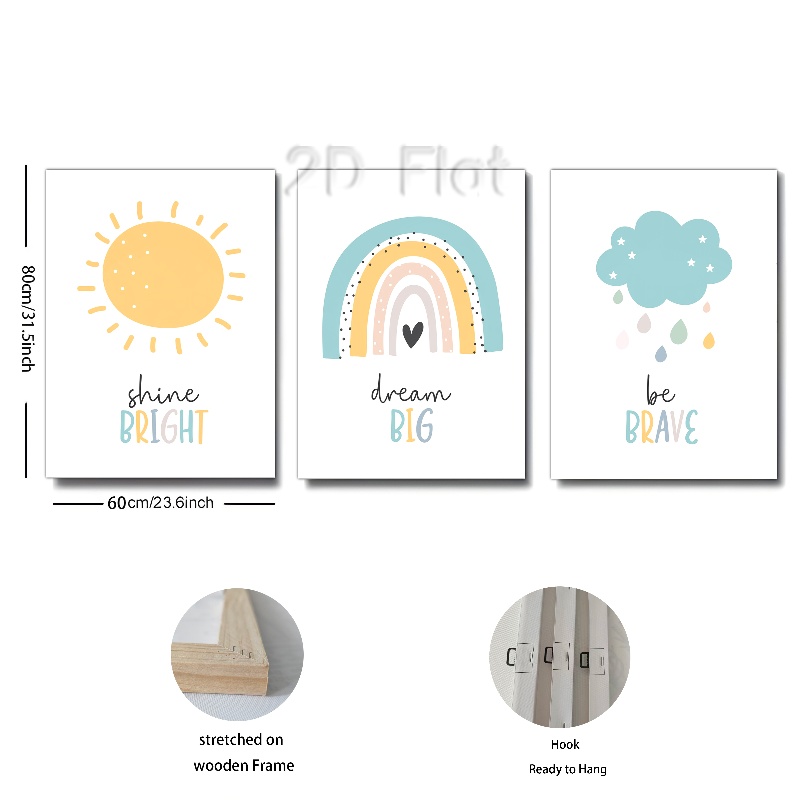 2D Flat
80cm/31.5inch
shine
BRIGHT
dream
BIG
be
BRAVE
60cm/23.6inch
stretched on
wooden Frame
Hook
Ready to Hang